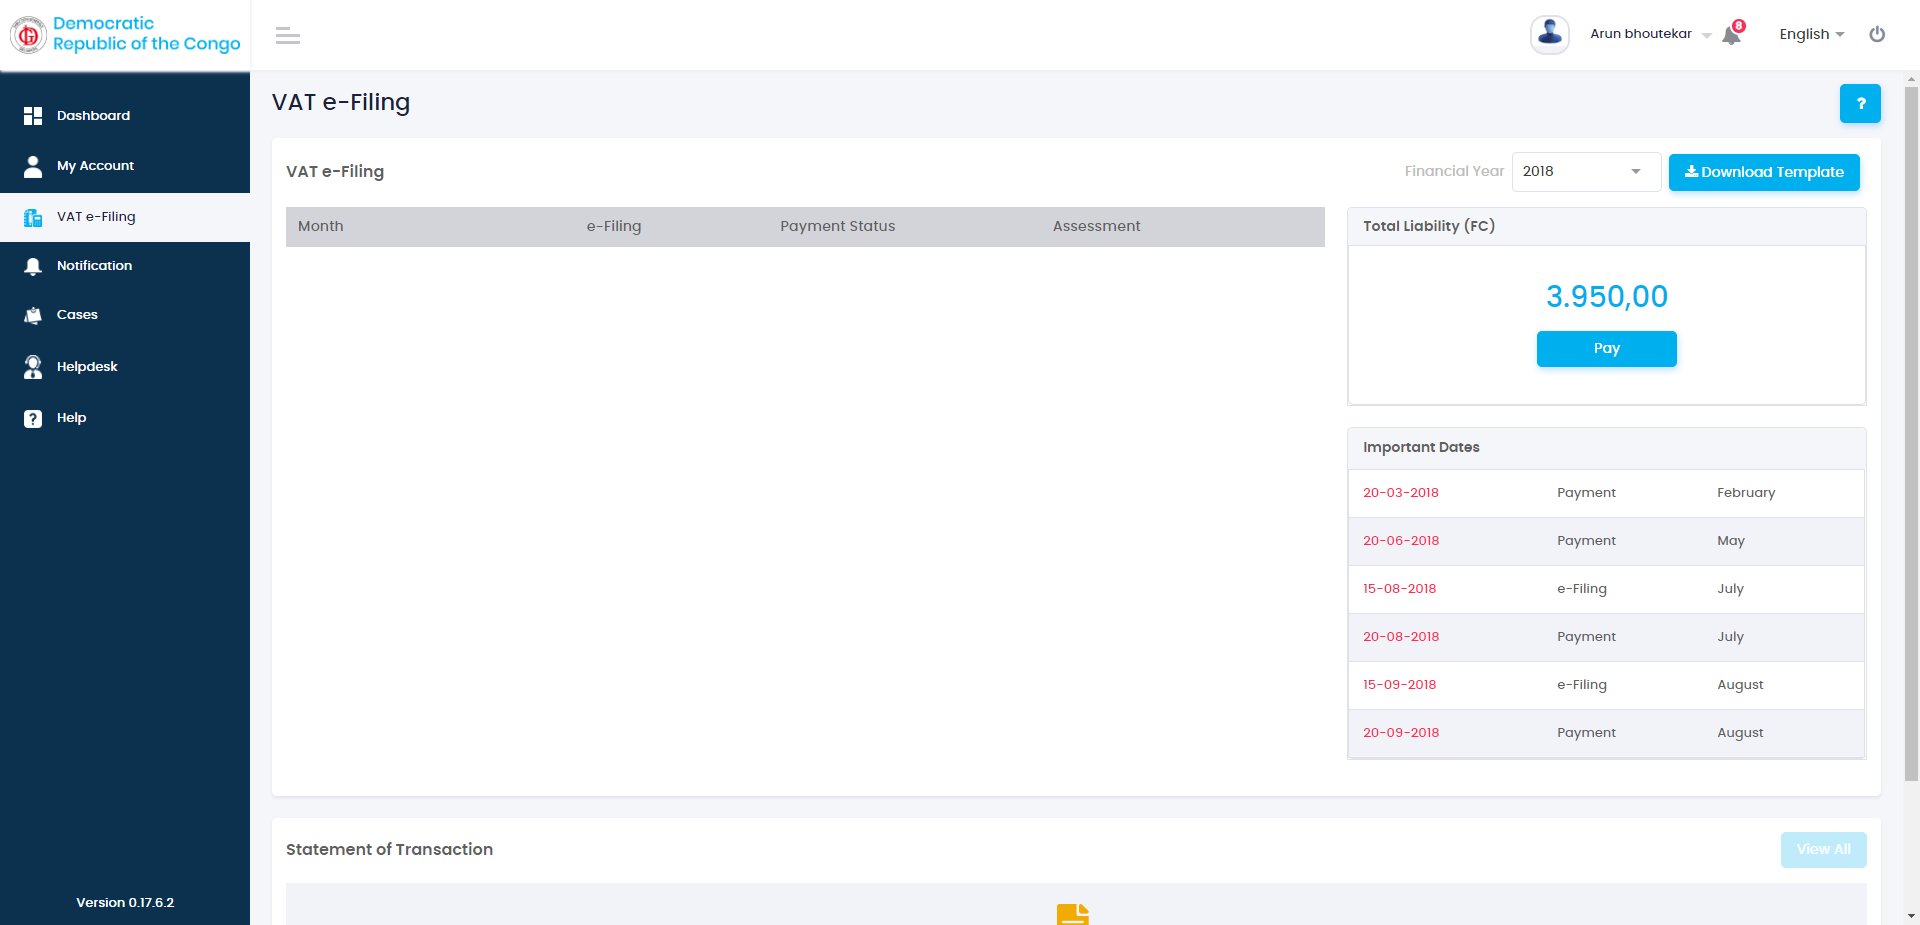 Democratic
Republic of the Congo
Arun bhoutekar
8
English
Dashboard
My Account
VAT e-Filing
Notification
Cases
Helpdesk
? Help
Version 0.17.6.2
VAT e-Filing
?
VAT e-Filing
Financial Year
2018
Download Template
Month e-Filing Payment Status Assessment
Total Liability (FC)
3.950,00
Pay
Important Dates
20-03-2018 Payment February
20-06-2018 Payment May
15-08-2018 e-Filing July
20-08-2018 Payment July
15-09-2018 e-Filing August
20-09-2018 Payment August
Statement of Transaction
View All